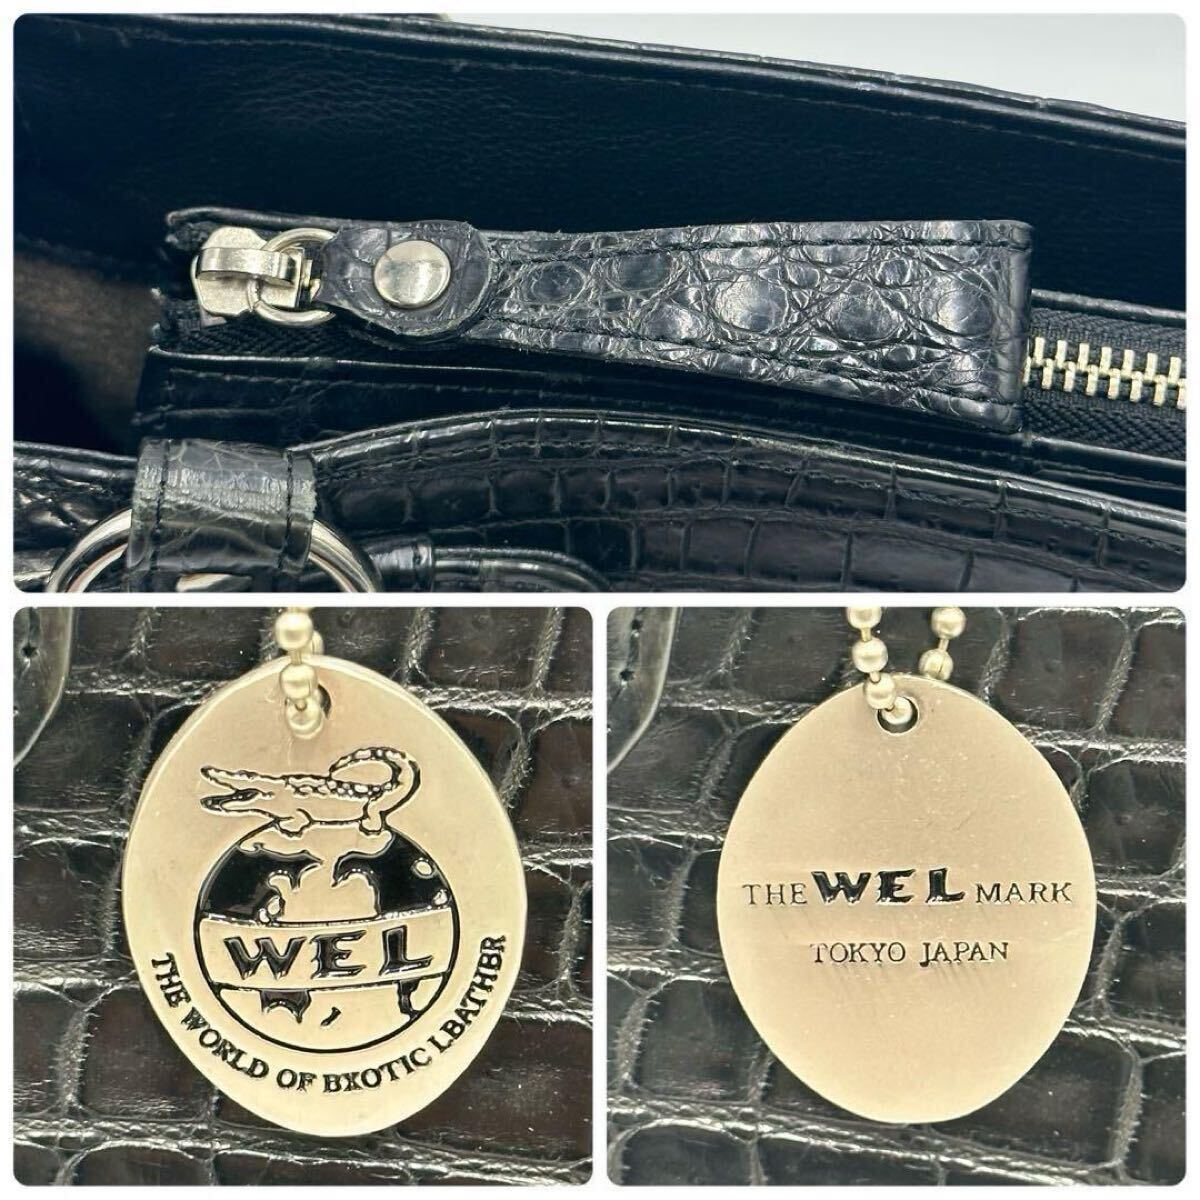 WEL
THE WORLD OF BXOTIC LBATHBR
THE WEL MARK
TOKYO JAPAN